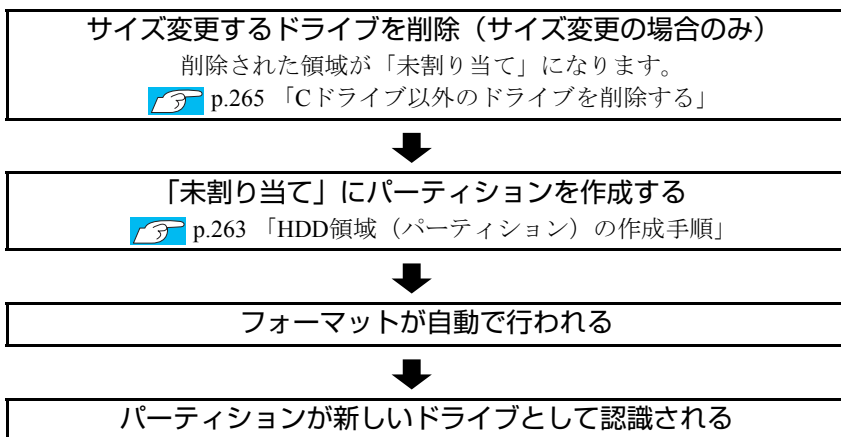 サイズ変更するドライブを削除（サイズ変更の場合のみ）
削除された領域が「未割り当て」になります。
p.265 「Cドライブ以外のドライブを削除する」
「未割り当て」にパーティションを作成する
p.263 「HDD領域（パーティション）の作成手順」
フォーマットが自動で行われる
パーティションが新しいドライブとして認識される